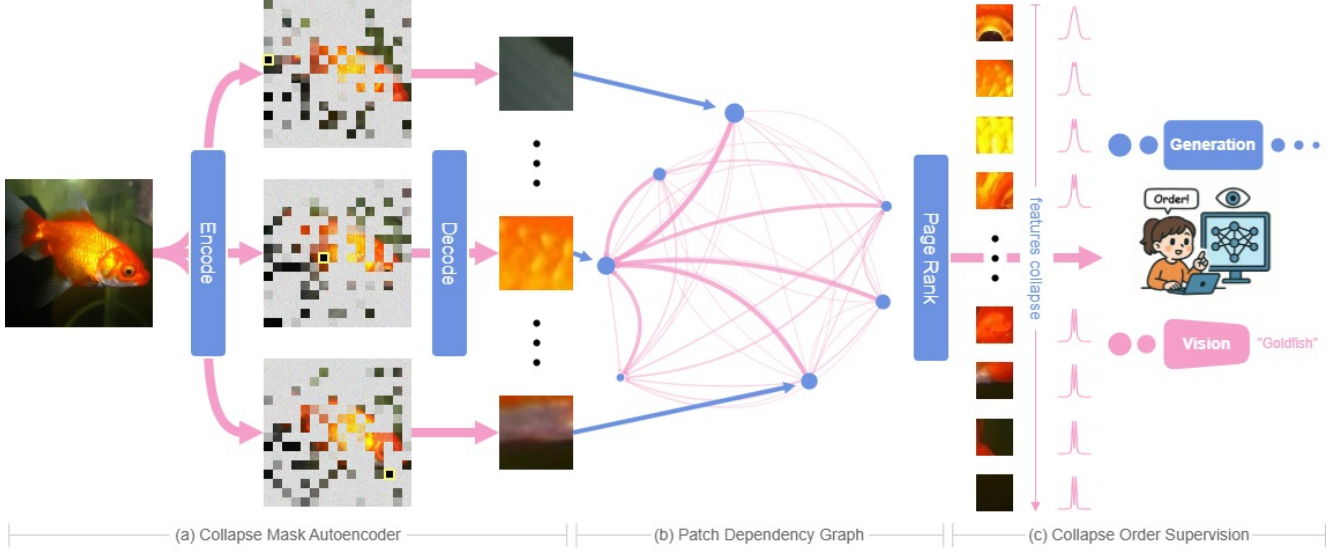 Encode
Decode
Page Rank
features collapse
Generation
Order!
Vision
"Goldfish"
(a) Collapse Mask Autoencoder
(b) Patch Dependency Graph
(c) Collapse Order Supervision